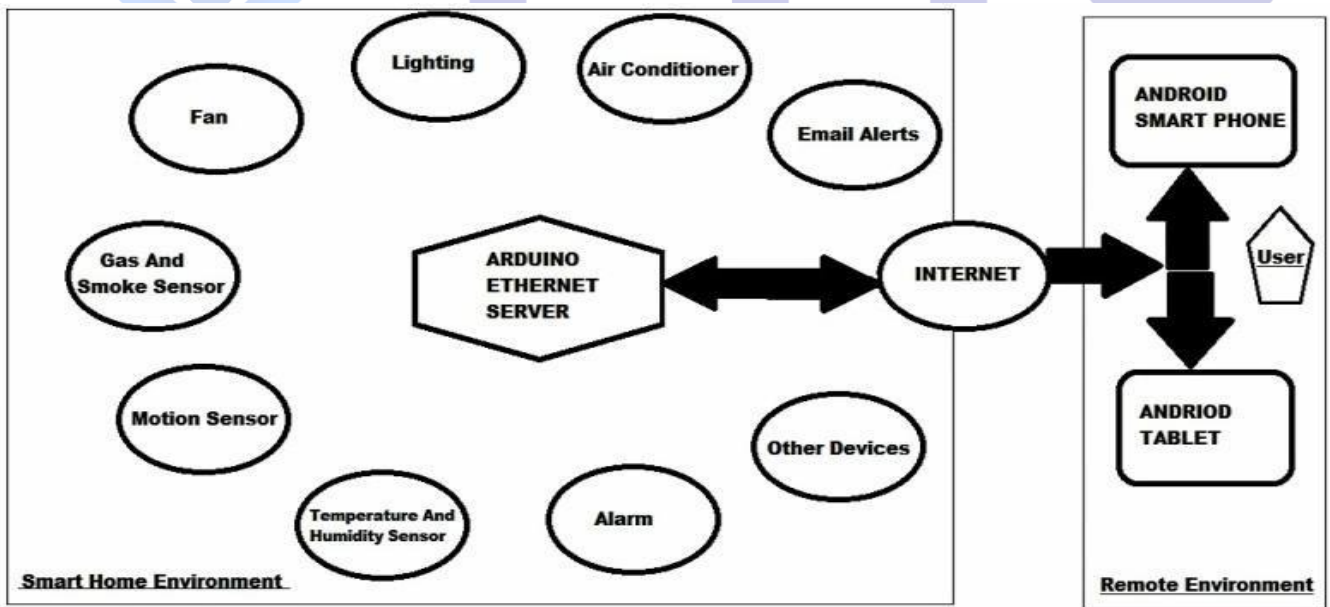 Lighting
Air Conditioner
Fan
Email Alerts
Gas And
Smoke Sensor
ARDUINO
ETHERNET
SERVER
INTERNET
Motion Sensor
Other Devices
Temperature And
Humidity Sensor
Alarm
Smart Home Environment
ANDROID
SMART PHONE
User
ANDRIOD
TABLET
Remote Environment